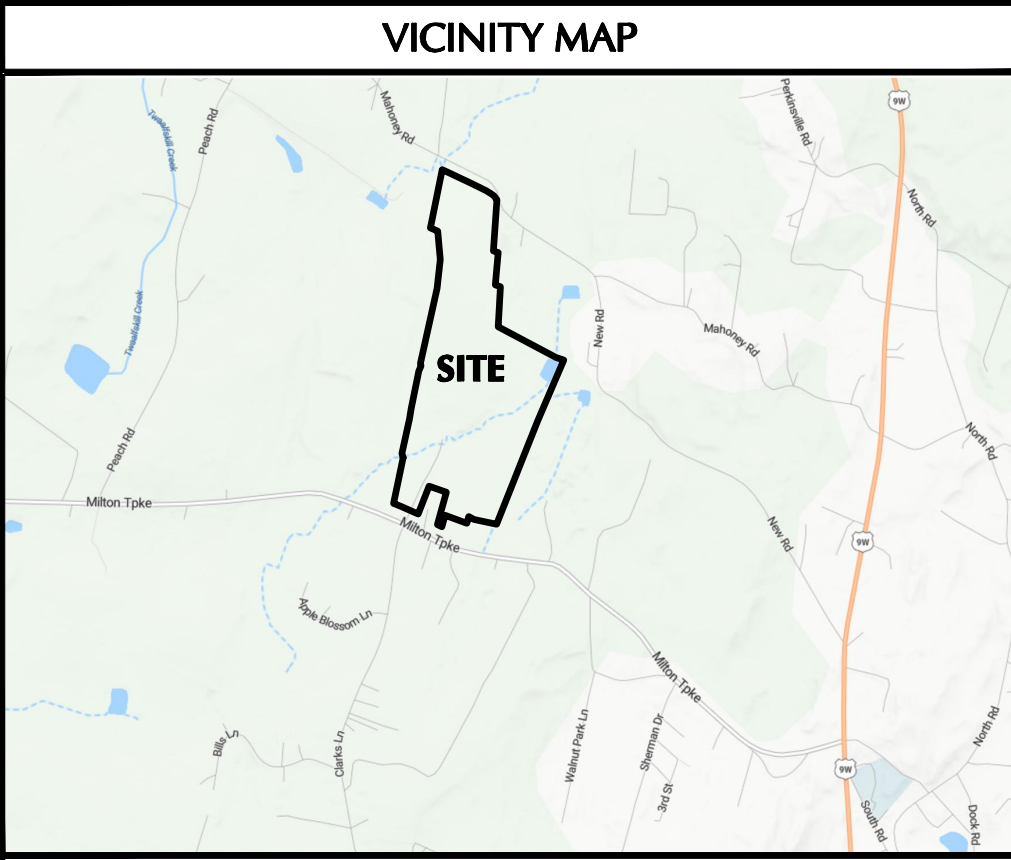 VICINITY MAP
Twaalfskill Creek
Peach Rd
Mahoney Rd
Perkinsville Rd
9W
North Rd
Twaalfskill Creek
New Rd
Mahoney Rd
SITE
Peach Rd
North Rd
Milton Tpke
Milton Tpke
New Rd
9W
Apple Blossom Ln
Milton Tpke
Bills Ln
Clarks Ln
Walnut Park Ln
Sherman Dr
North Rd
9W
3rd St
South Rd
Dock Rd